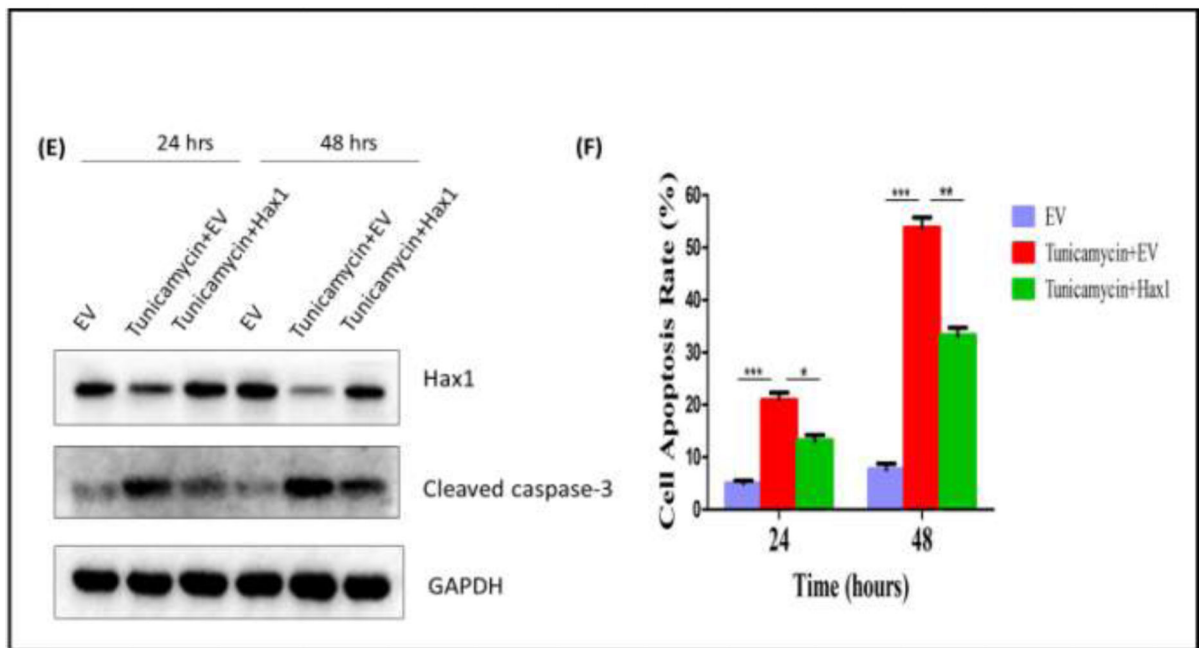 (E)
24 hrs
48 hrs
EV
Tunicamycin+EV
Tunicamycin+Hax1
EV
Tunicamycin+EV
Tunicamycin+Hax1
Hax1
Cleaved caspase-3
GAPDH
(F)
Cell Apoptosis Rate (%)
60
50
40
30
20
10
0
***
*
***
**
24
48
Time (hours)
EV
Tunicamycin+EV
Tunicamycin+Hax1